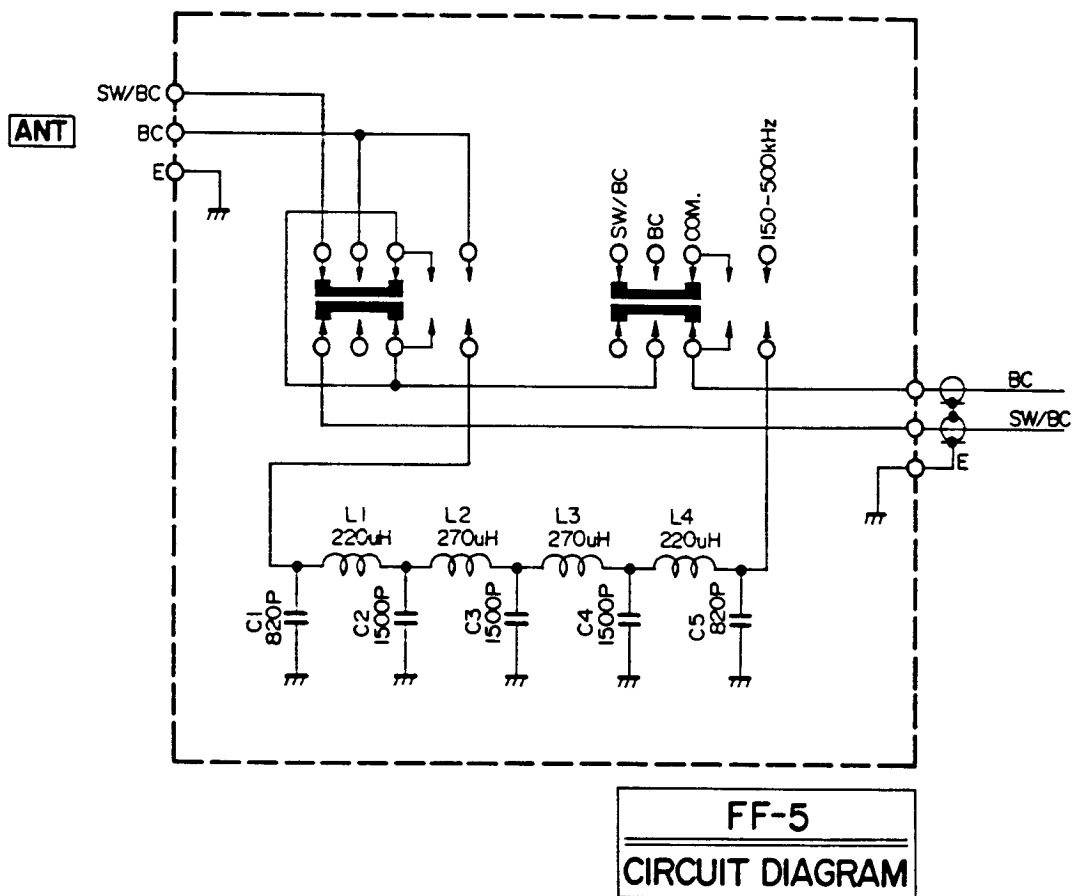 SW/BC
ANT
BC
E
SW/BC
BC
COM.
150-500kHz
BC
SW/BC
E
L1
220uH
L2
270uH
L3
270uH
L4
220uH
C1
820P
C2
1500P
C3
1500P
C4
1500P
C5
820P
FF-5
CIRCUIT DIAGRAM